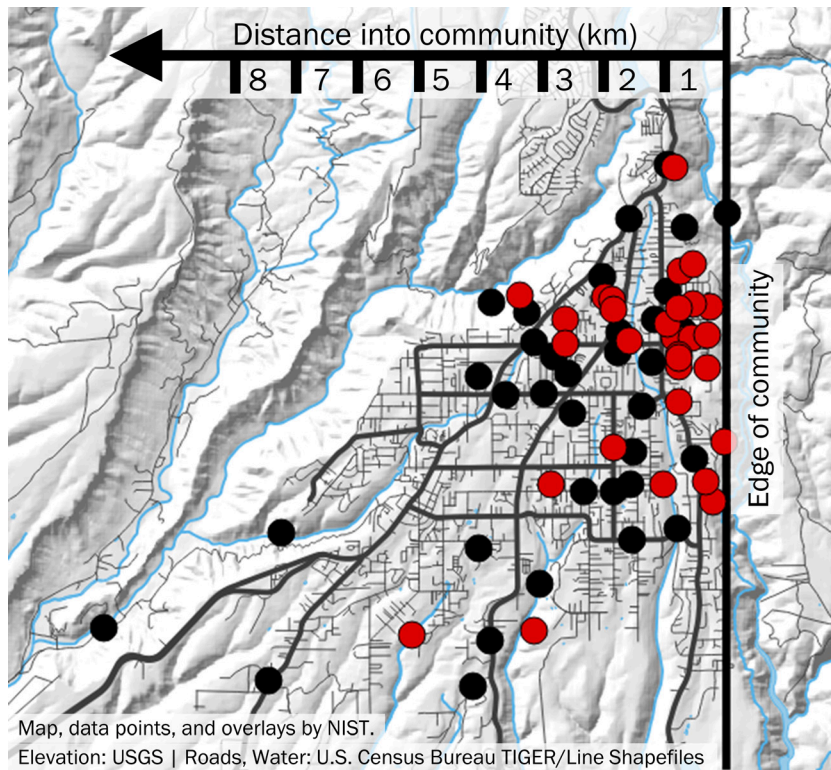 Distance into community (km)
8 7 6 5 4 3 2 1
Edge of community
Map, data points, and overlays by NIST.
Elevation: USGS | Roads, Water: U.S. Census Bureau TIGER/Line Shapefiles